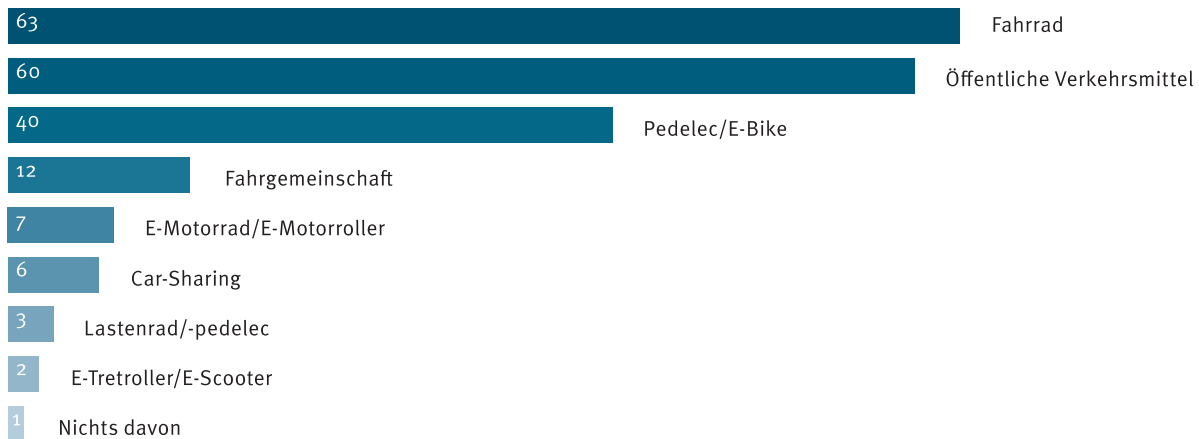 63 Fahrrad
60 Öffentliche Verkehrsmittel
40 Pedelec/E-Bike
12 Fahrgemeinschaft
7 E-Motorrad/E-Motorroller
6 Car-Sharing
3 Lastenrad/-pedelec
2 E-Tretroller/E-Scooter
1 Nichts davon